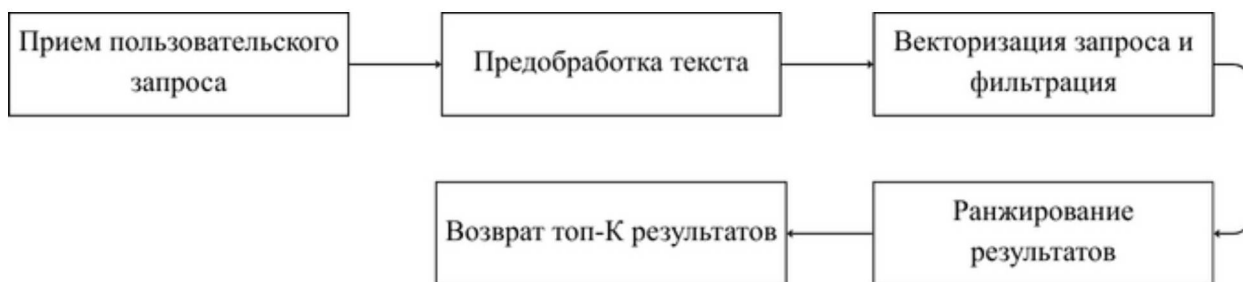 Прием пользовательского
запроса
Предобработка текста
Векторизация запроса и
фильтрация
Ранжирование
результатов
Возврат топ-К результатов